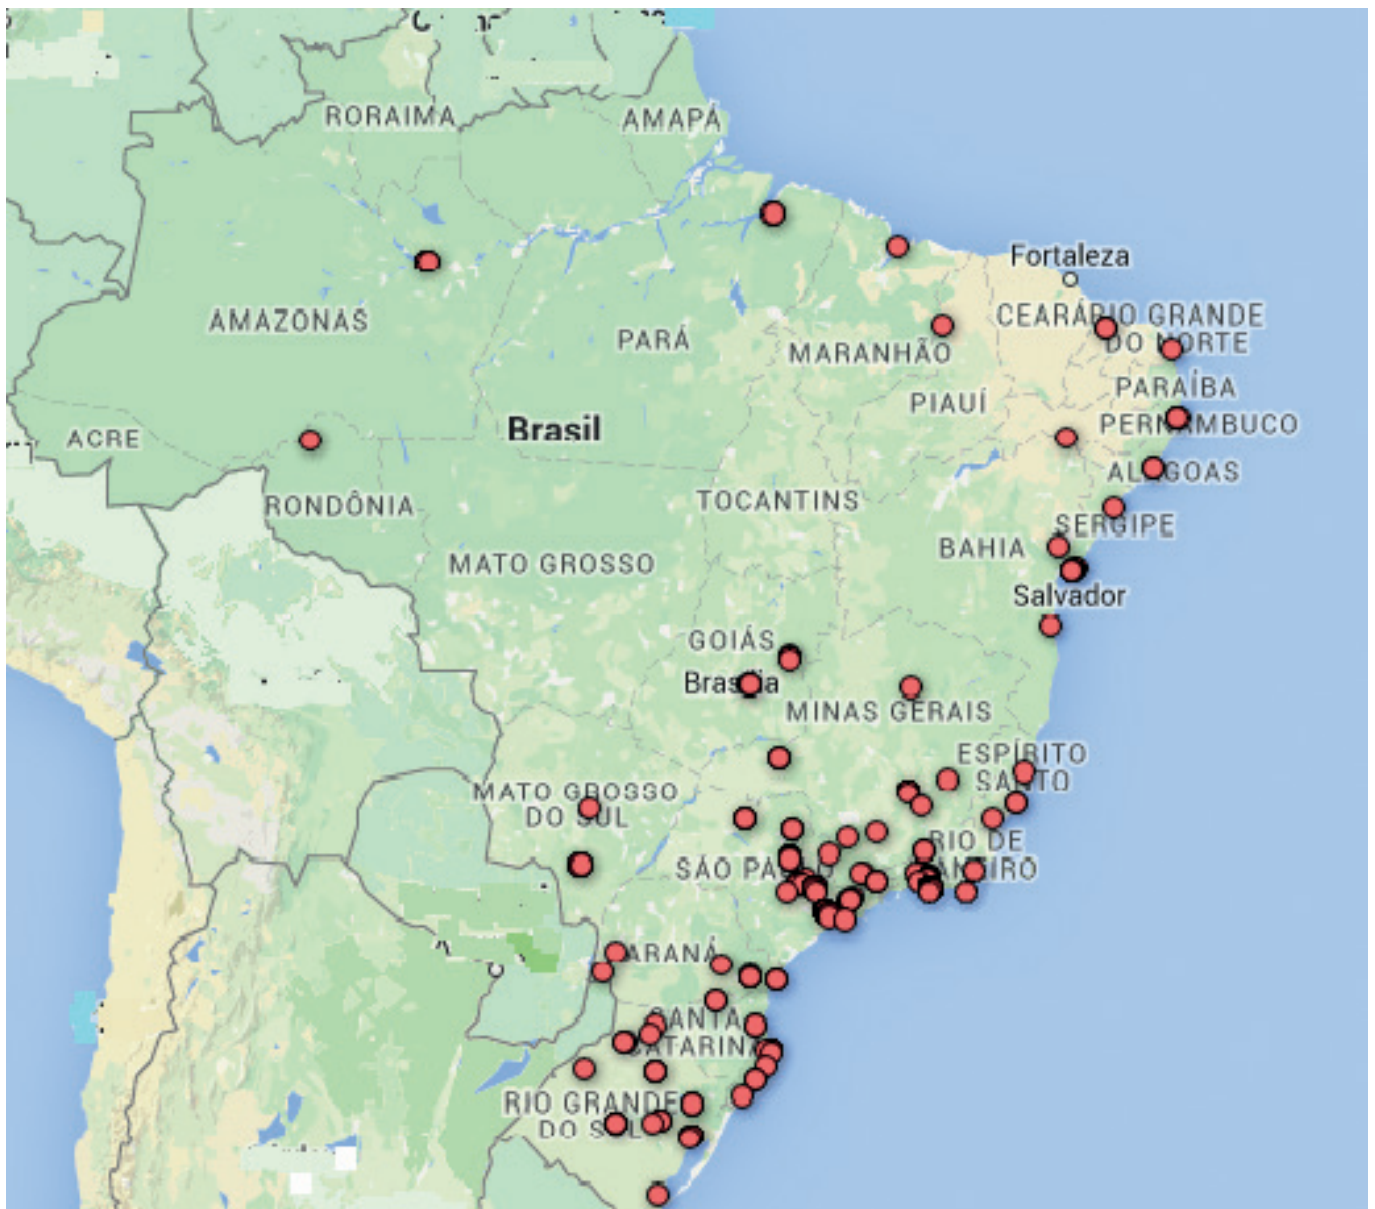 RORAIMA
AMAPÁ
Fortaleza
AMAZONAS
CEARÁ
RIO GRANDE
DO NORTE
PARÁ
MARANHÃO
PARAÍBA
PIAUÍ
PERNAMBUCO
Brasil
ACRE
ALAGOAS
RONDÔNIA
TOCANTINS
SERGIPE
BAHIA
MATO GROSSO
Salvador
GOIÁS
Brasília
MINAS GERAIS
ESPÍRITO
SANTO
MATO GROSSO
DO SUL
RIO DE
JANEIRO
SÃO PAULO
PARANÁ
SANTA
CATARINA
RIO GRANDE
DO SUL